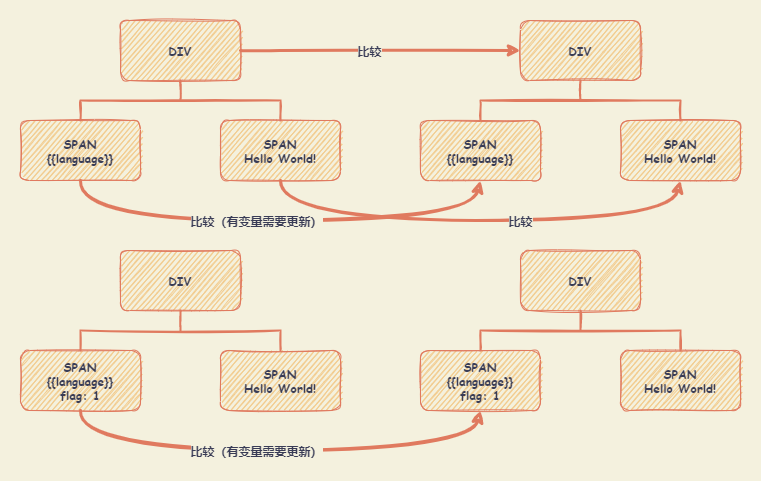 DIV
比较
DIV
SPAN
{{language}}
SPAN
Hello World!
SPAN
{{language}}
SPAN
Hello World!
比较（有变量需要更新）
比较
DIV
DIV
SPAN
{{language}}
flag: 1
SPAN
Hello World!
SPAN
{{language}}
flag: 1
SPAN
Hello World!
比较（有变量需要更新）